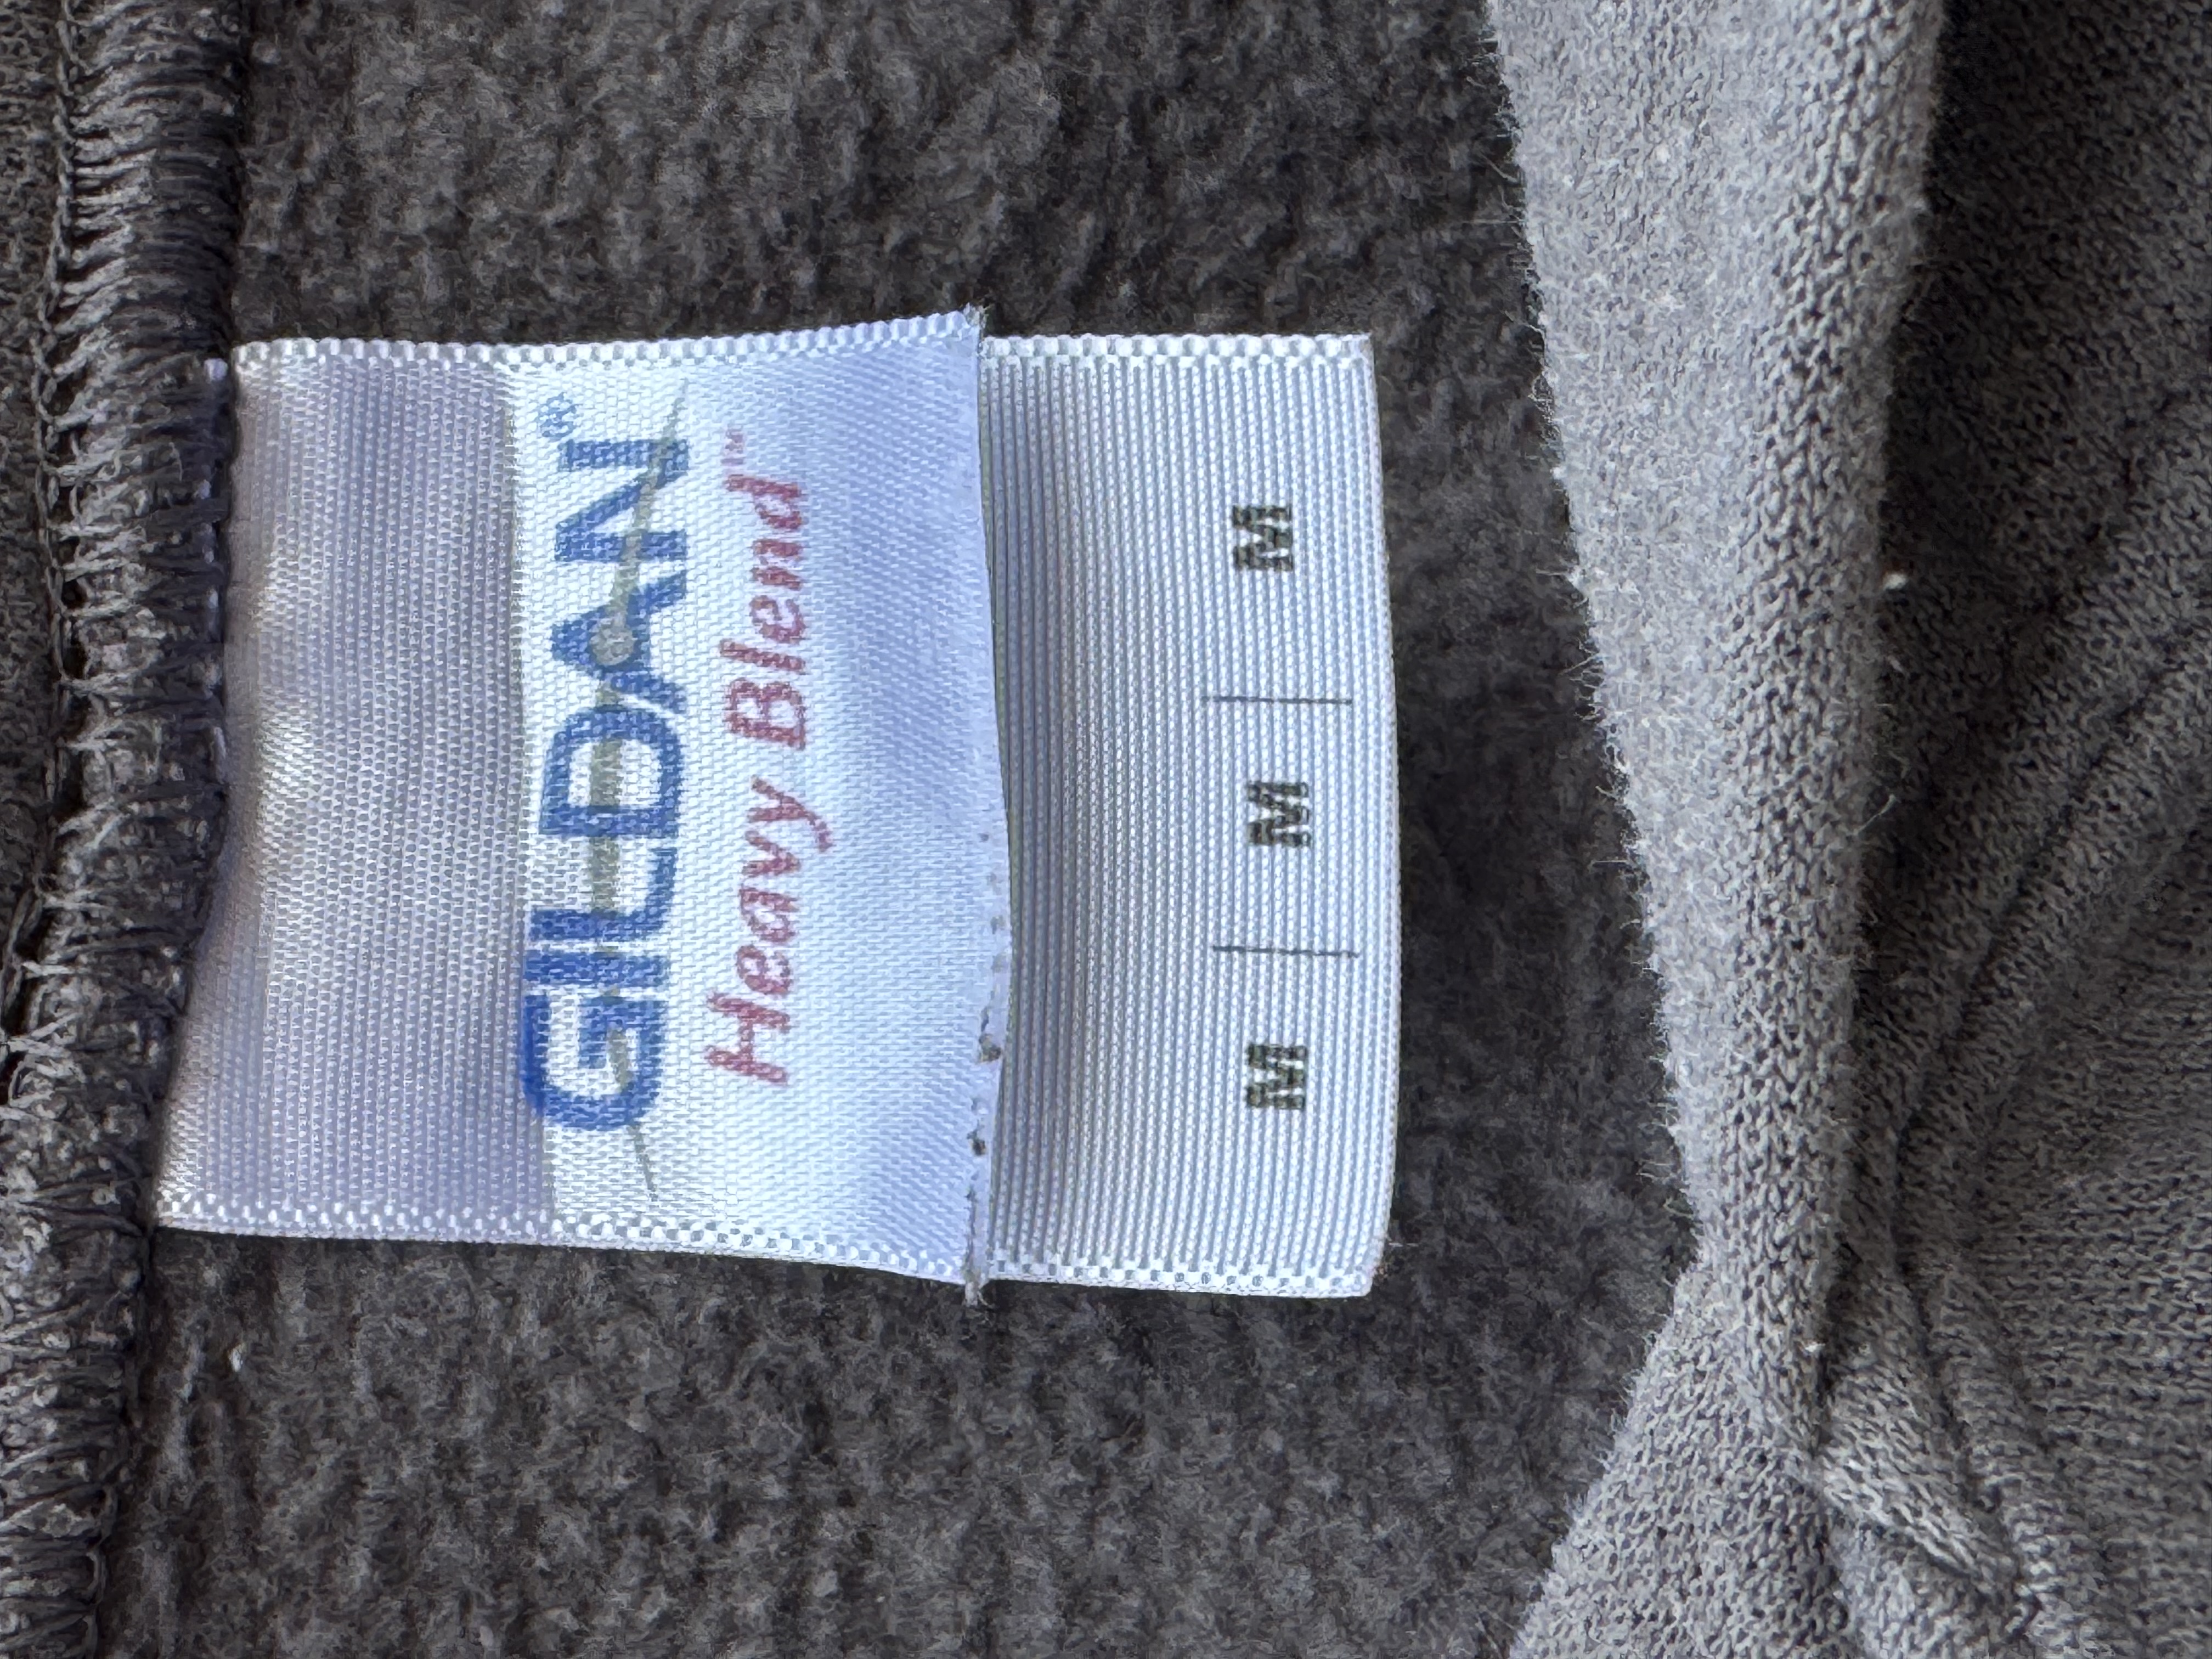 GILDAN®
Heavy Blend™
M | M | M